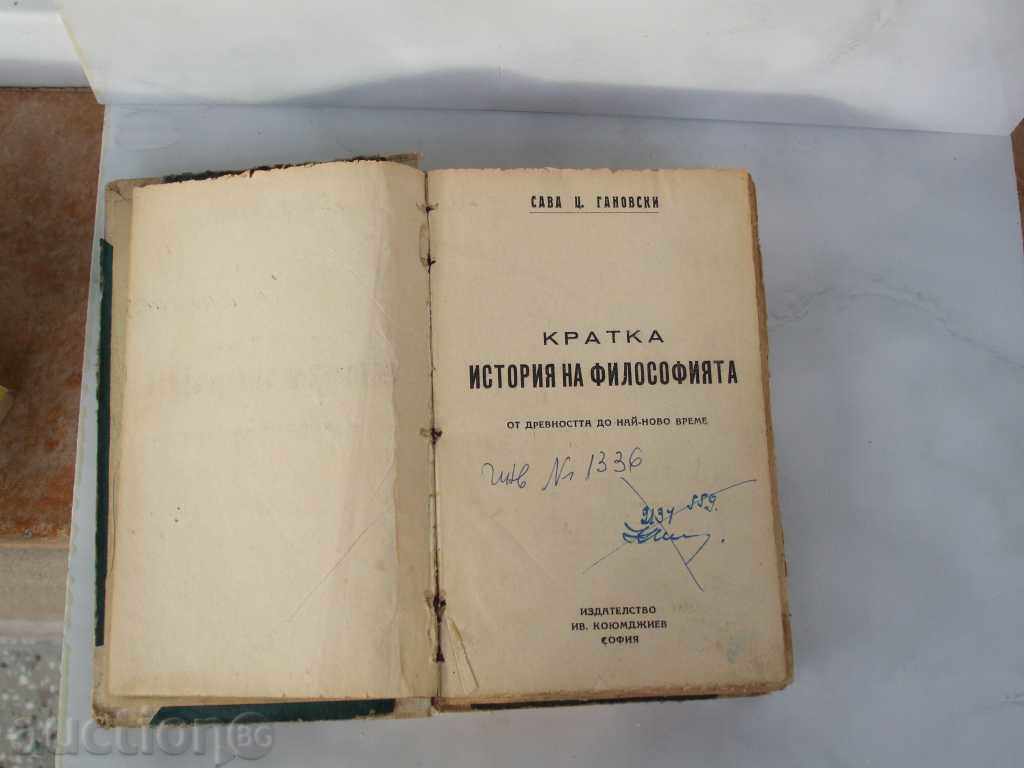 САВА Ц. ГАНОВСКИ
КРАТКА
ИСТОРИЯ НА ФИЛОСОФИЯТА
ОТ ДРЕВНОСТТА ДО НАЙ-НОВО ВРЕМЕ
Инв № 1336
ИЗДАТЕЛСТВО
ИВ. КОЮМДЖИЕВ
СОФИЯ
auctionBG